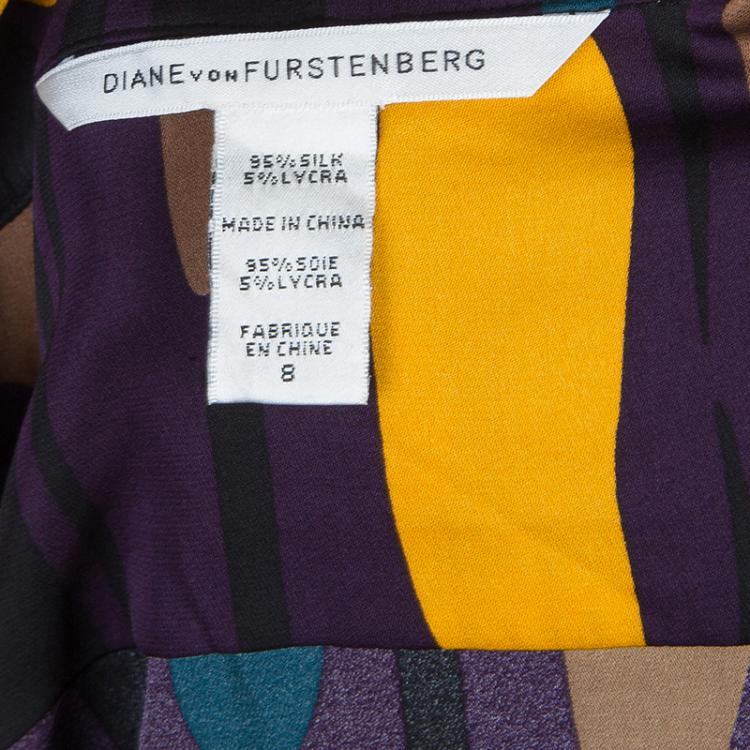 DIANE VON FURSTENBERG
95% SILK
5% LYCRA
MADE IN CHINA
95% SOIE
5% LYCRA
FABRIQUE
EN CHINE
8